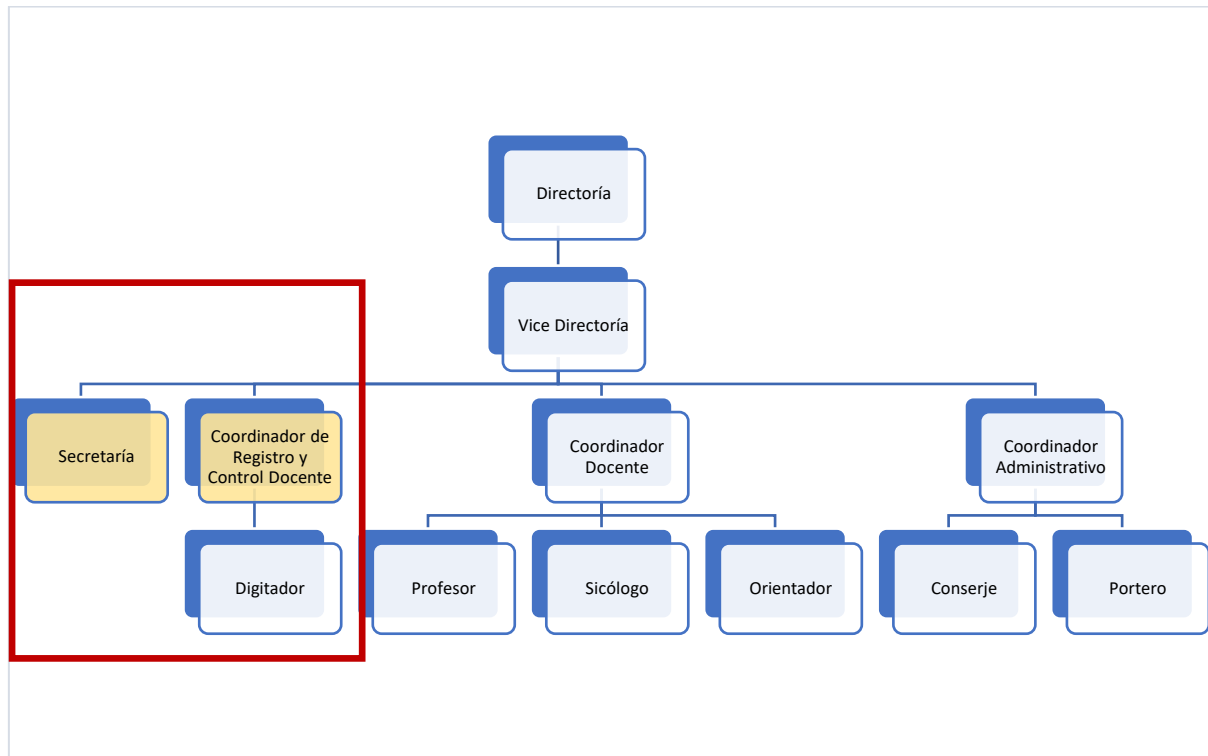 Directoría
Vice Directoría
Secretaría
Coordinador de
Registro y
Control Docente
Coordinador
Docente
Coordinador
Administrativo
Digitador
Profesor
Sicólogo
Orientador
Conserje
Portero